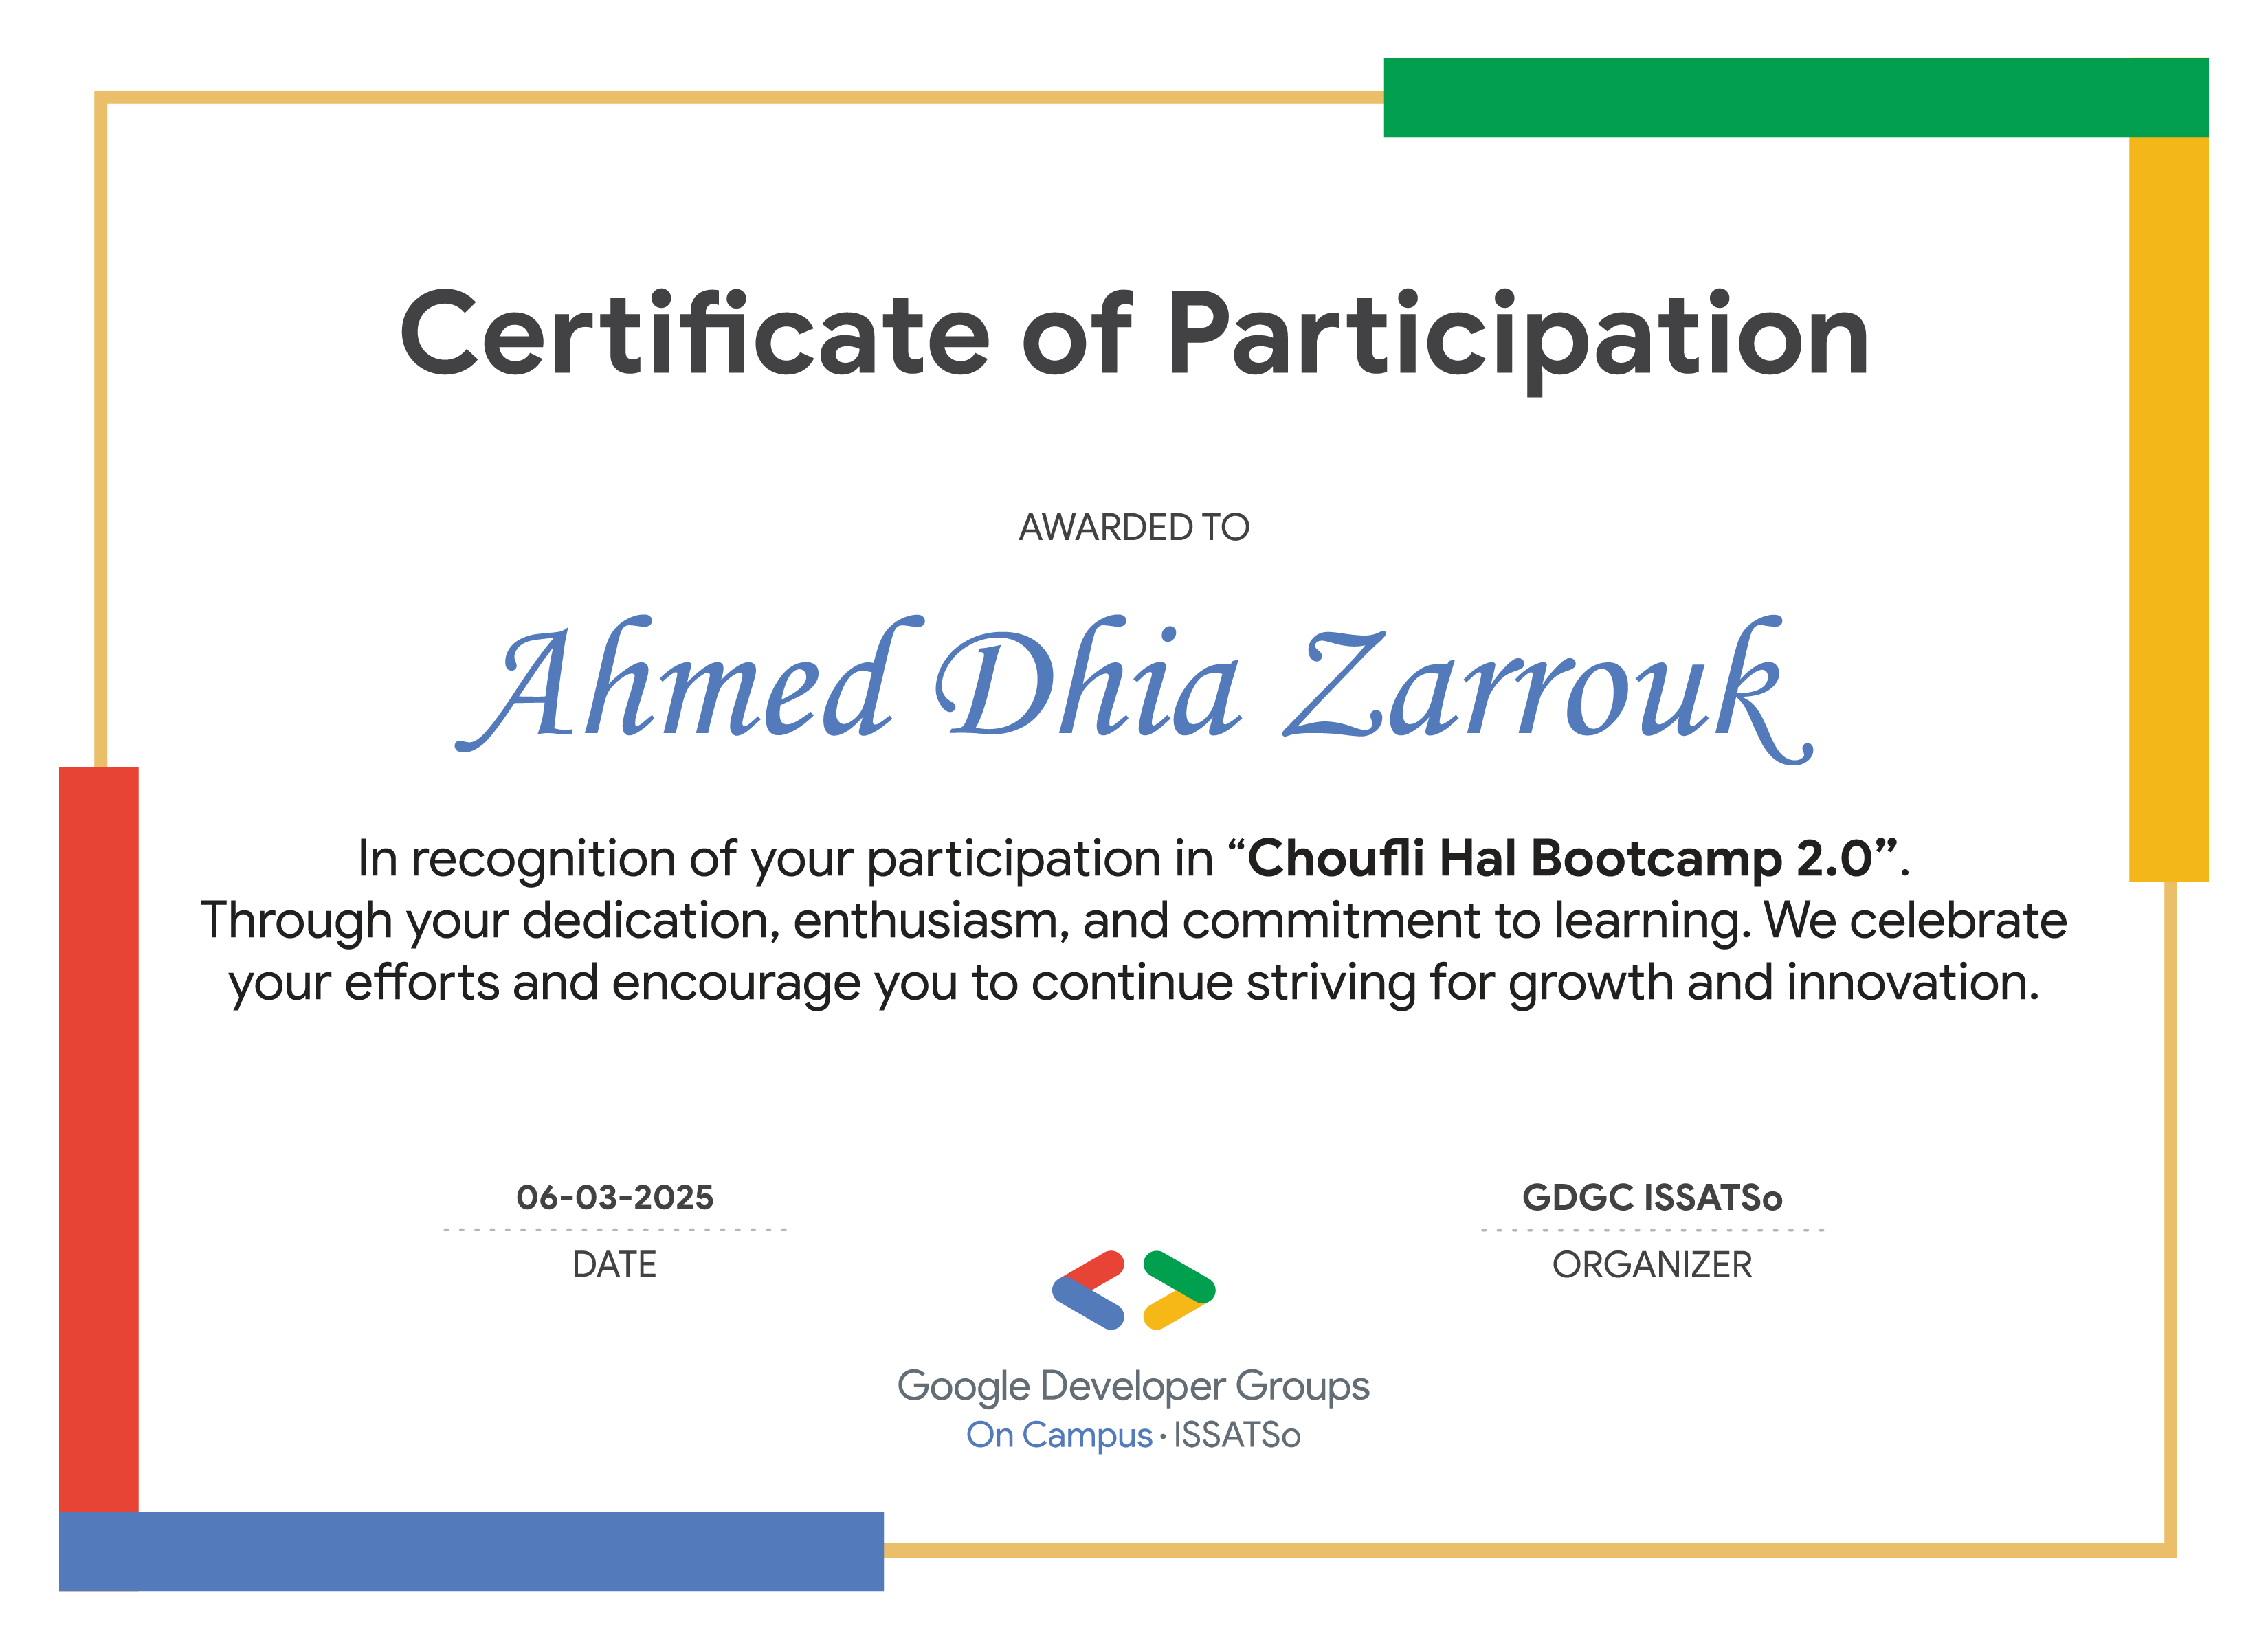 Certificate of Participation
AWARDED TO
Ahmed Dhia Zarrouk
In recognition of your participation in “Choufli Hal Bootcamp 2.0”.
Through your dedication, enthusiasm, and commitment to learning. We celebrate
your efforts and encourage you to continue striving for growth and innovation.
06-03-2025
DATE
GDGC ISSATSo
ORGANIZER
Google Developer Groups
On Campus · ISSATSo